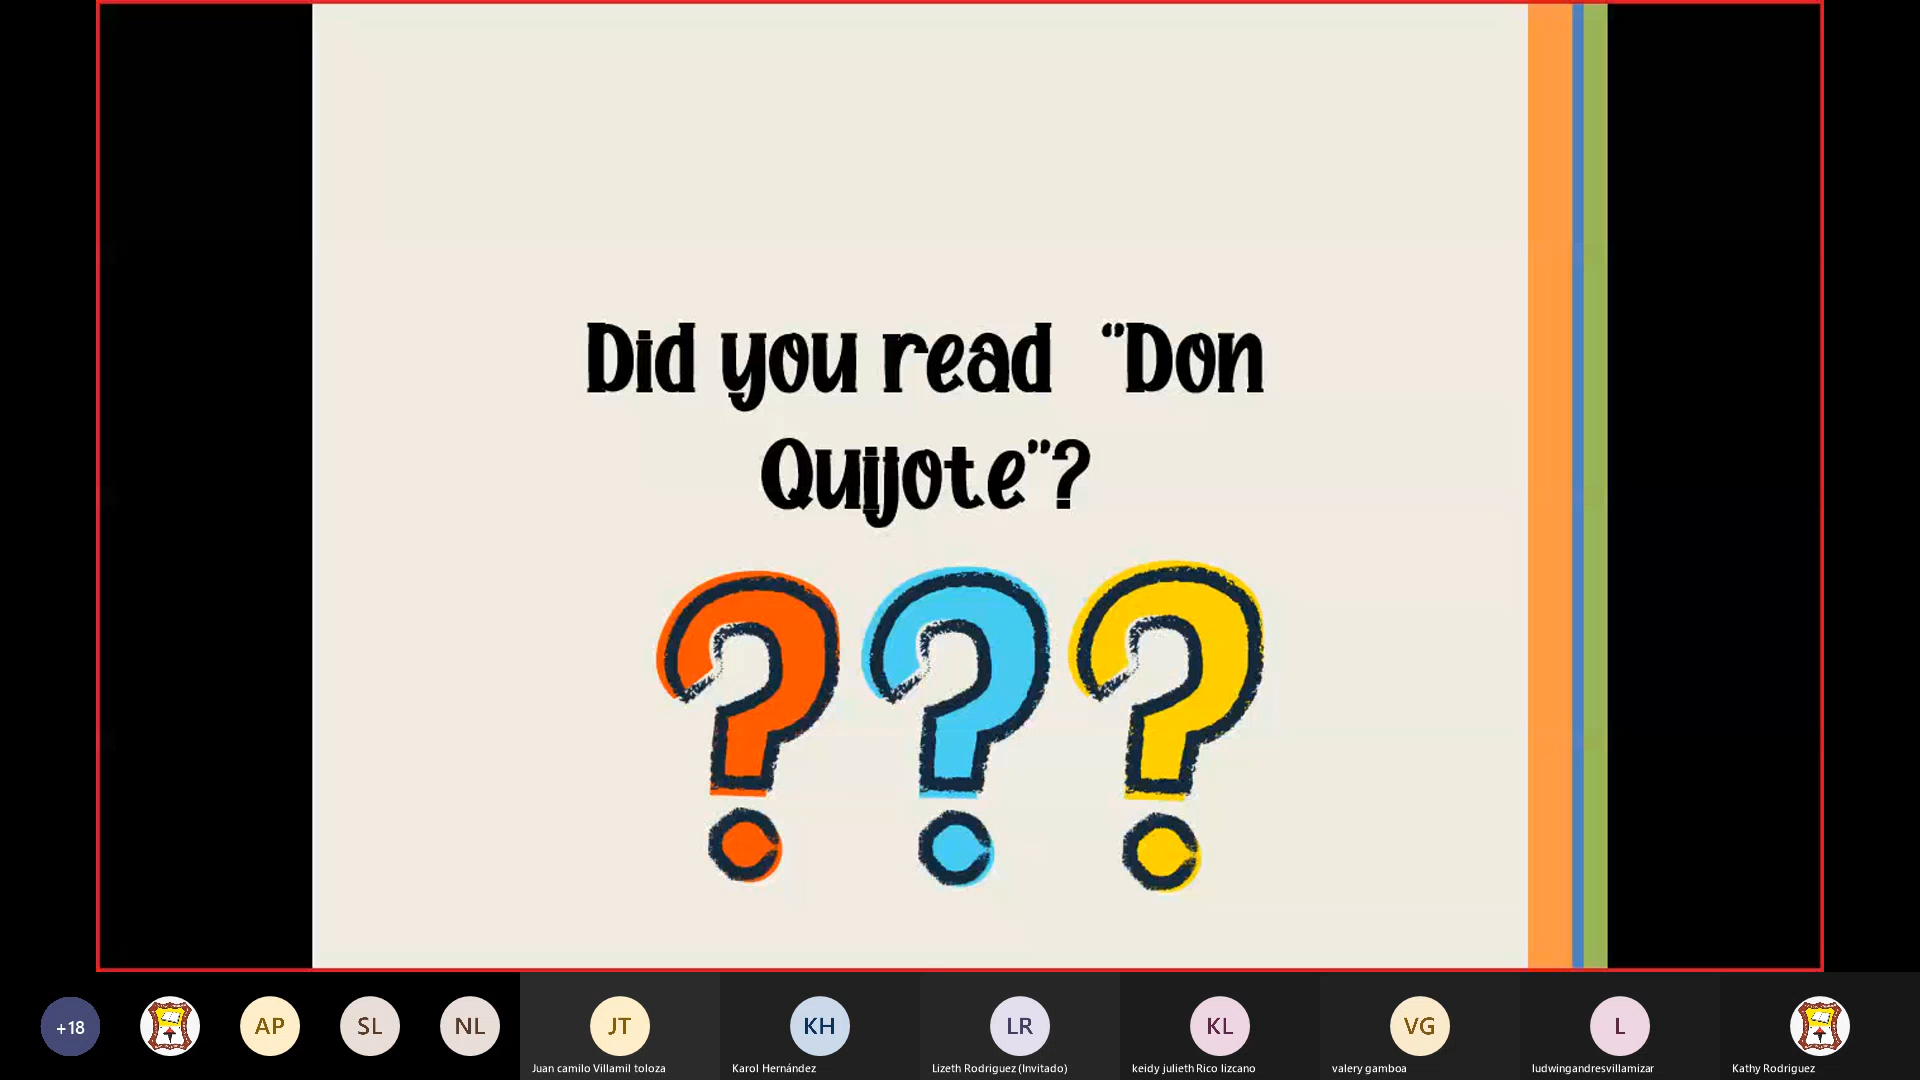 Did you read “Don
Quijote”?
???
+18
AP
SL
NL
JT
KH
LR
KL
VG
L
Juan camilo Villamil toloza
Karol Hernández
Lizeth Rodriguez (Invitado)
keidy julieth Rico lizcano
valery gamboa
ludwingandresvillamizar
Kathy Rodriguez